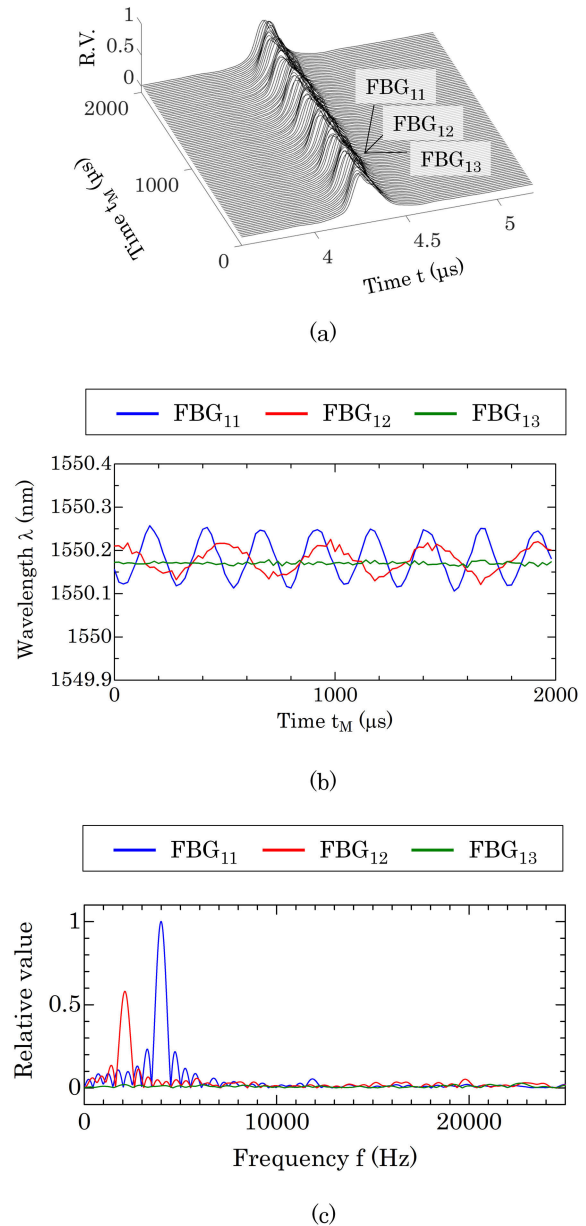 1
0.5
0
R.V.
2000
1000
0
Time t_M (µs)
FBG₁₁
FBG₁₂
FBG₁₃
4
4.5
5
Time t (µs)
(a)
FBG₁₁ FBG₁₂ FBG₁₃
1550.4
1550.3
1550.2
1550.1
1550
1549.9
Wavelength λ (nm)
0 1000 2000
Time t_M (µs)
(b)
FBG₁₁ FBG₁₂ FBG₁₃
1
0.5
0
Relative value
0 10000 20000
Frequency f (Hz)
(c)